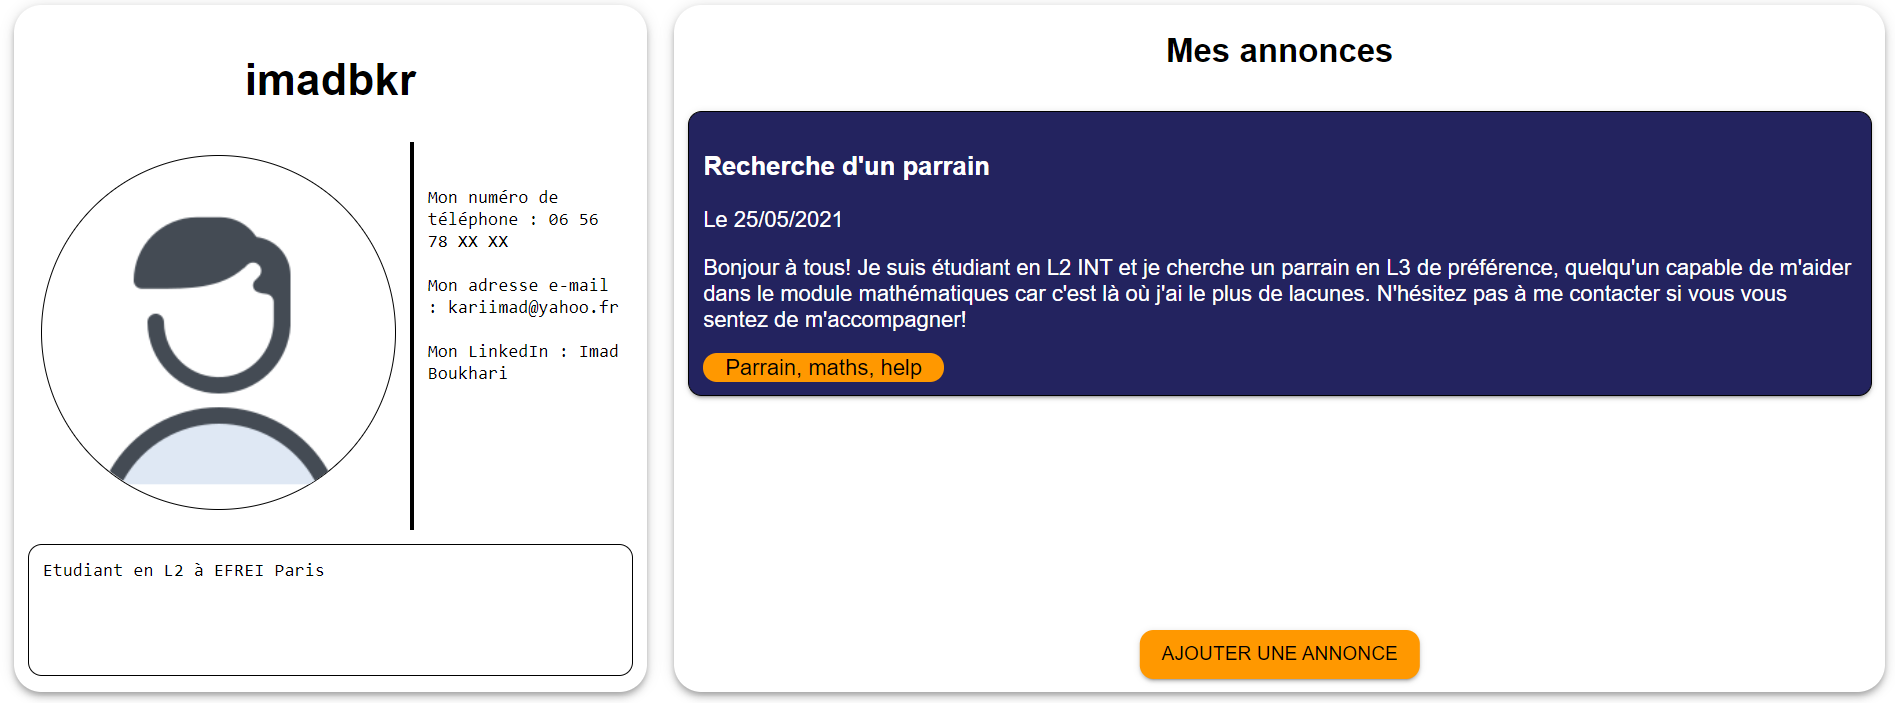 imadbkr
Mon numéro de
téléphone : 06 56
78 XX XX
Mon adresse e-mail
: kariimad@yahoo.fr
Mon LinkedIn : Imad
Boukhari
Etudiant en L2 à EFREI Paris
Mes annonces
Recherche d'un parrain
Le 25/05/2021
Bonjour à tous! Je suis étudiant en L2 INT et je cherche un parrain en L3 de préférence, quelqu'un capable de m'aider
dans le module mathématiques car c'est là où j'ai le plus de lacunes. N'hésitez pas à me contacter si vous vous
sentez de m'accompagner!
Parrain, maths, help
AJOUTER UNE ANNONCE